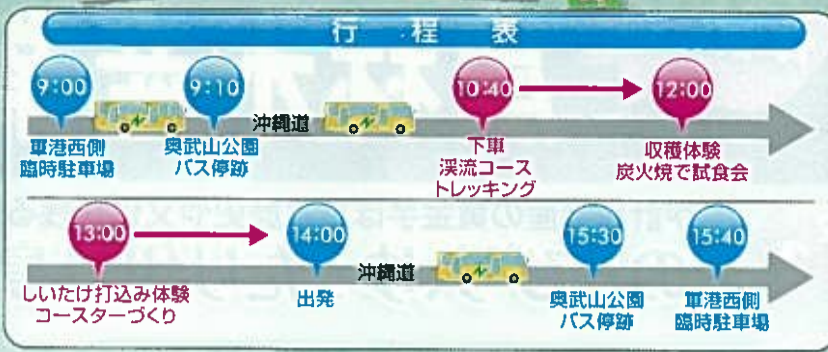 行程表
9:00
9:10
10:40
12:00
沖縄道
軍港西側
臨時駐車場
奥武山公園
バス停跡
下車
渓流コース
トレッキング
収穫体験
炭火焼で試食会
13:00
14:00
15:30
15:40
沖縄道
しいたけ打込み体験
コースターづくり
出発
奥武山公園
バス停跡
軍港西側
臨時駐車場